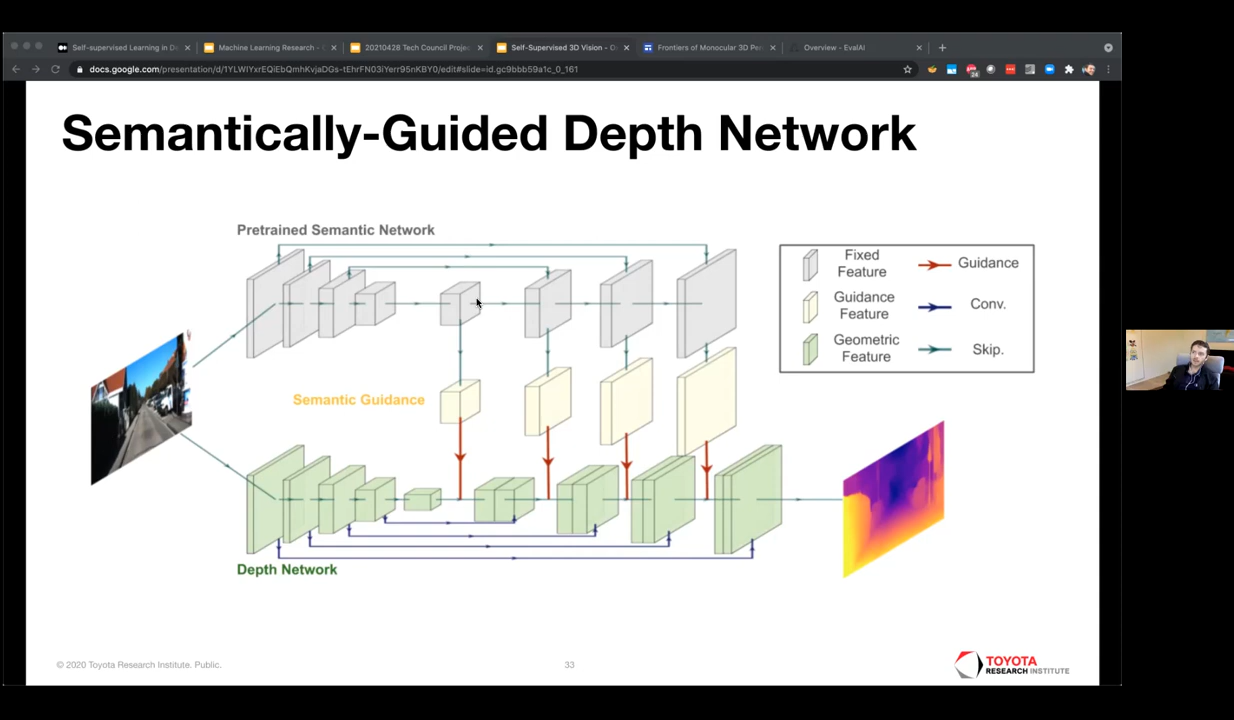 Self-supervised Learning in De
Machine Learning Research -
20210428 Tech Council Proje
Self-Supervised 3D Vision -
Frontiers of Monocular 3D Per
Overview - EvalAI
docs.google.com/presentation/d/1YLWIYxrEQiEbQmhKvjaDGs-tEhrFN03iYerr95nKBY0/edit#slide=id.gc9bbb59a1c_0_161
Semantically-Guided Depth Network
Pretrained Semantic Network
Fixed
Feature
Guidance
Guidance
Feature
Conv.
Geometric
Feature
Skip.
Semantic Guidance
Depth Network
© 2020 Toyota Research Institute. Public.
33
TOYOTA
RESEARCH INSTITUTE